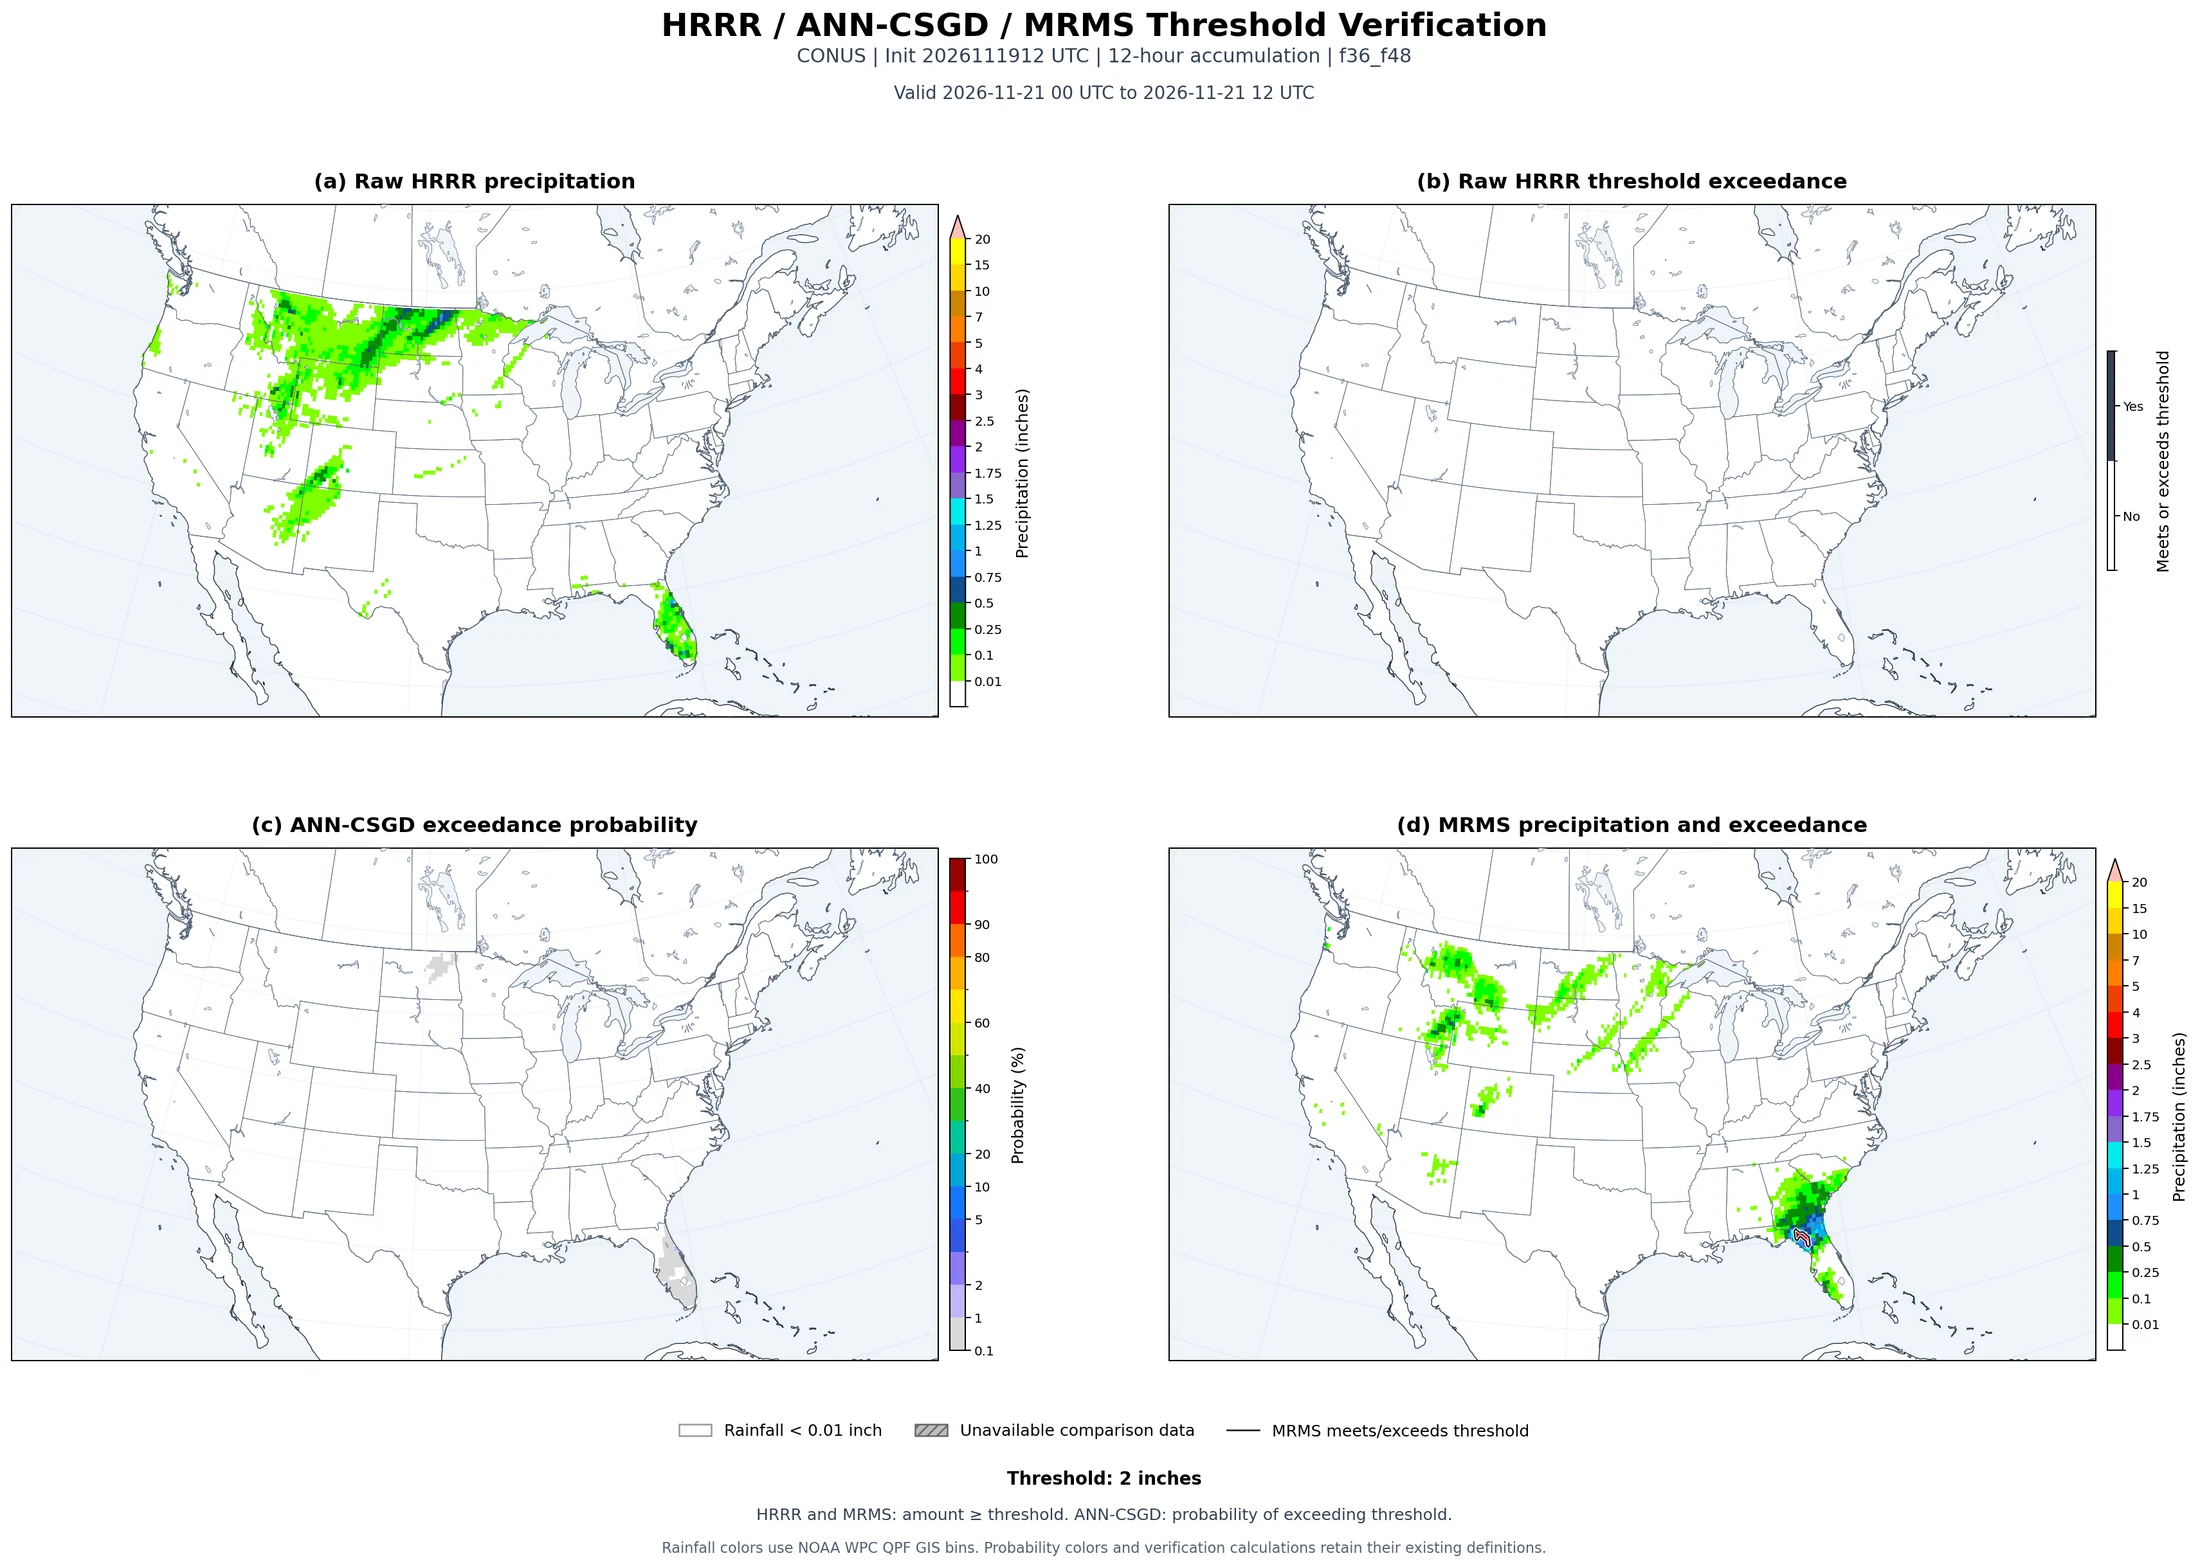 HRRR / ANN-CSGD / MRMS Threshold Verification
CONUS | Init 2026111912 UTC | 12-hour accumulation | f36_f48
Valid 2026-11-21 00 UTC to 2026-11-21 12 UTC
(a) Raw HRRR precipitation
20
15
10
7
5
4
3
2.5
2
1.75
1.5
1.25
1
0.75
0.5
0.25
0.1
0.01
Precipitation (inches)
(b) Raw HRRR threshold exceedance
Yes
No
Meets or exceeds threshold
(c) ANN-CSGD exceedance probability
100
90
80
60
40
20
10
5
2
1
0.1
Probability (%)
(d) MRMS precipitation and exceedance
20
15
10
7
5
4
3
2.5
2
1.75
1.5
1.25
1
0.75
0.5
0.25
0.1
0.01
Precipitation (inches)
Rainfall < 0.01 inch
Unavailable comparison data
MRMS meets/exceeds threshold
Threshold: 2 inches
HRRR and MRMS: amount ≥ threshold. ANN-CSGD: probability of exceeding threshold.
Rainfall colors use NOAA WPC QPF GIS bins. Probability colors and verification calculations retain their existing definitions.